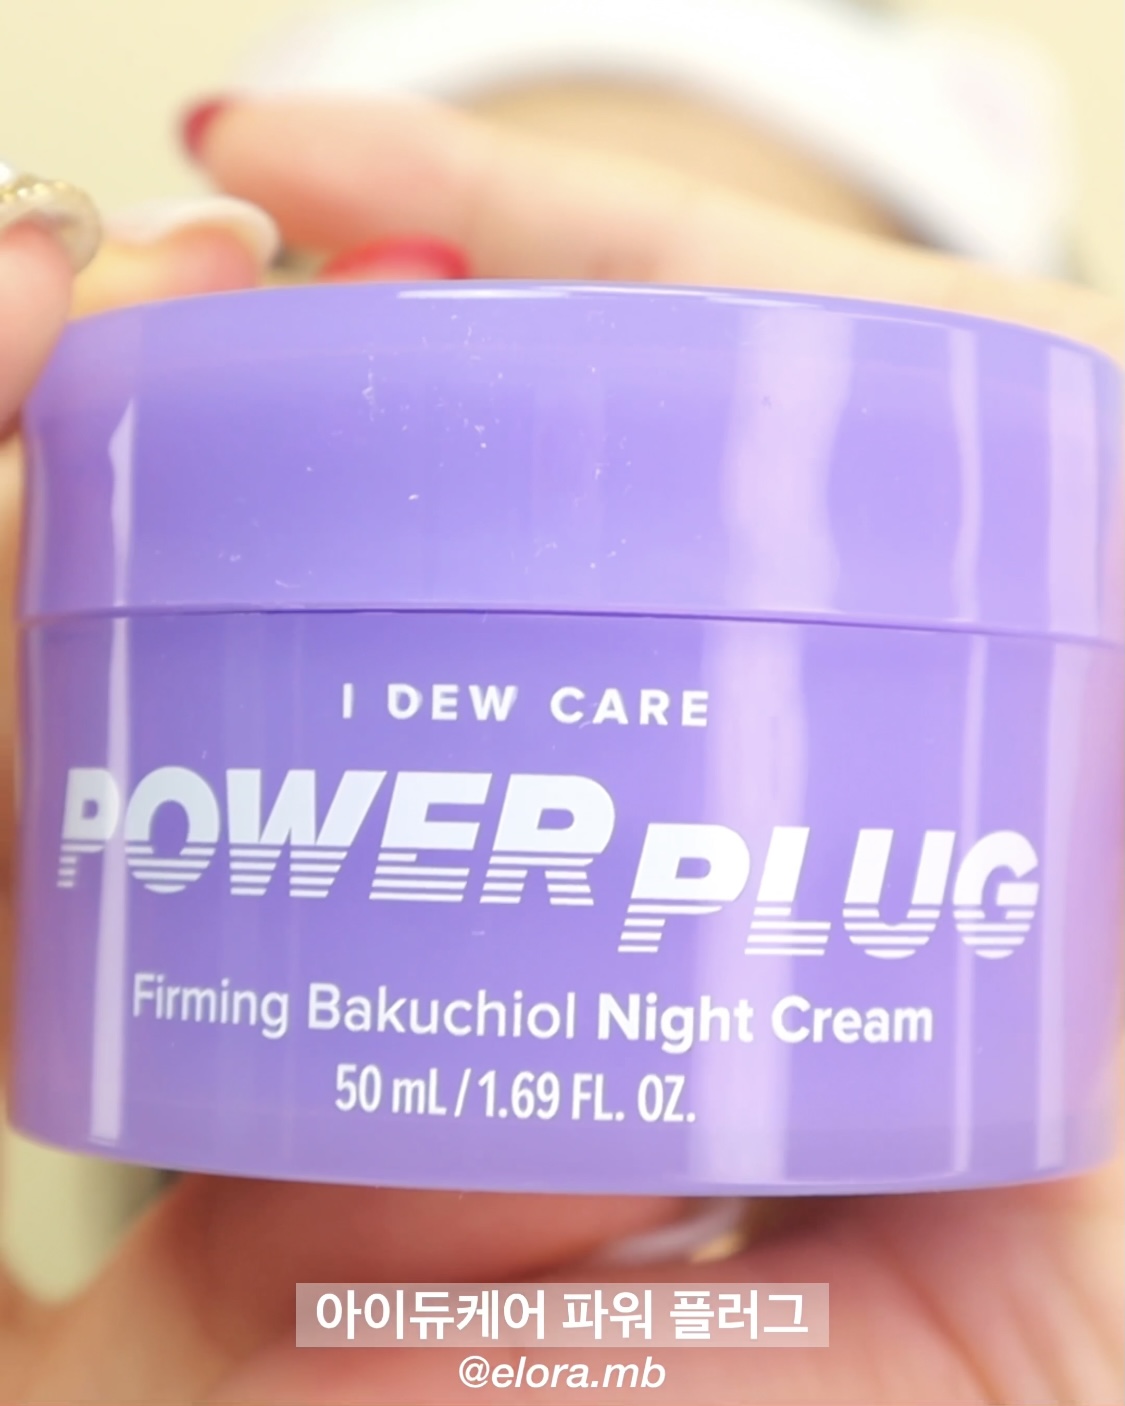 I DEW CARE
POWER PLUG
Firming Bakuchiol Night Cream
50 mL / 1.69 FL. OZ.
아이듀케어 파워 플러그
@elora.mb